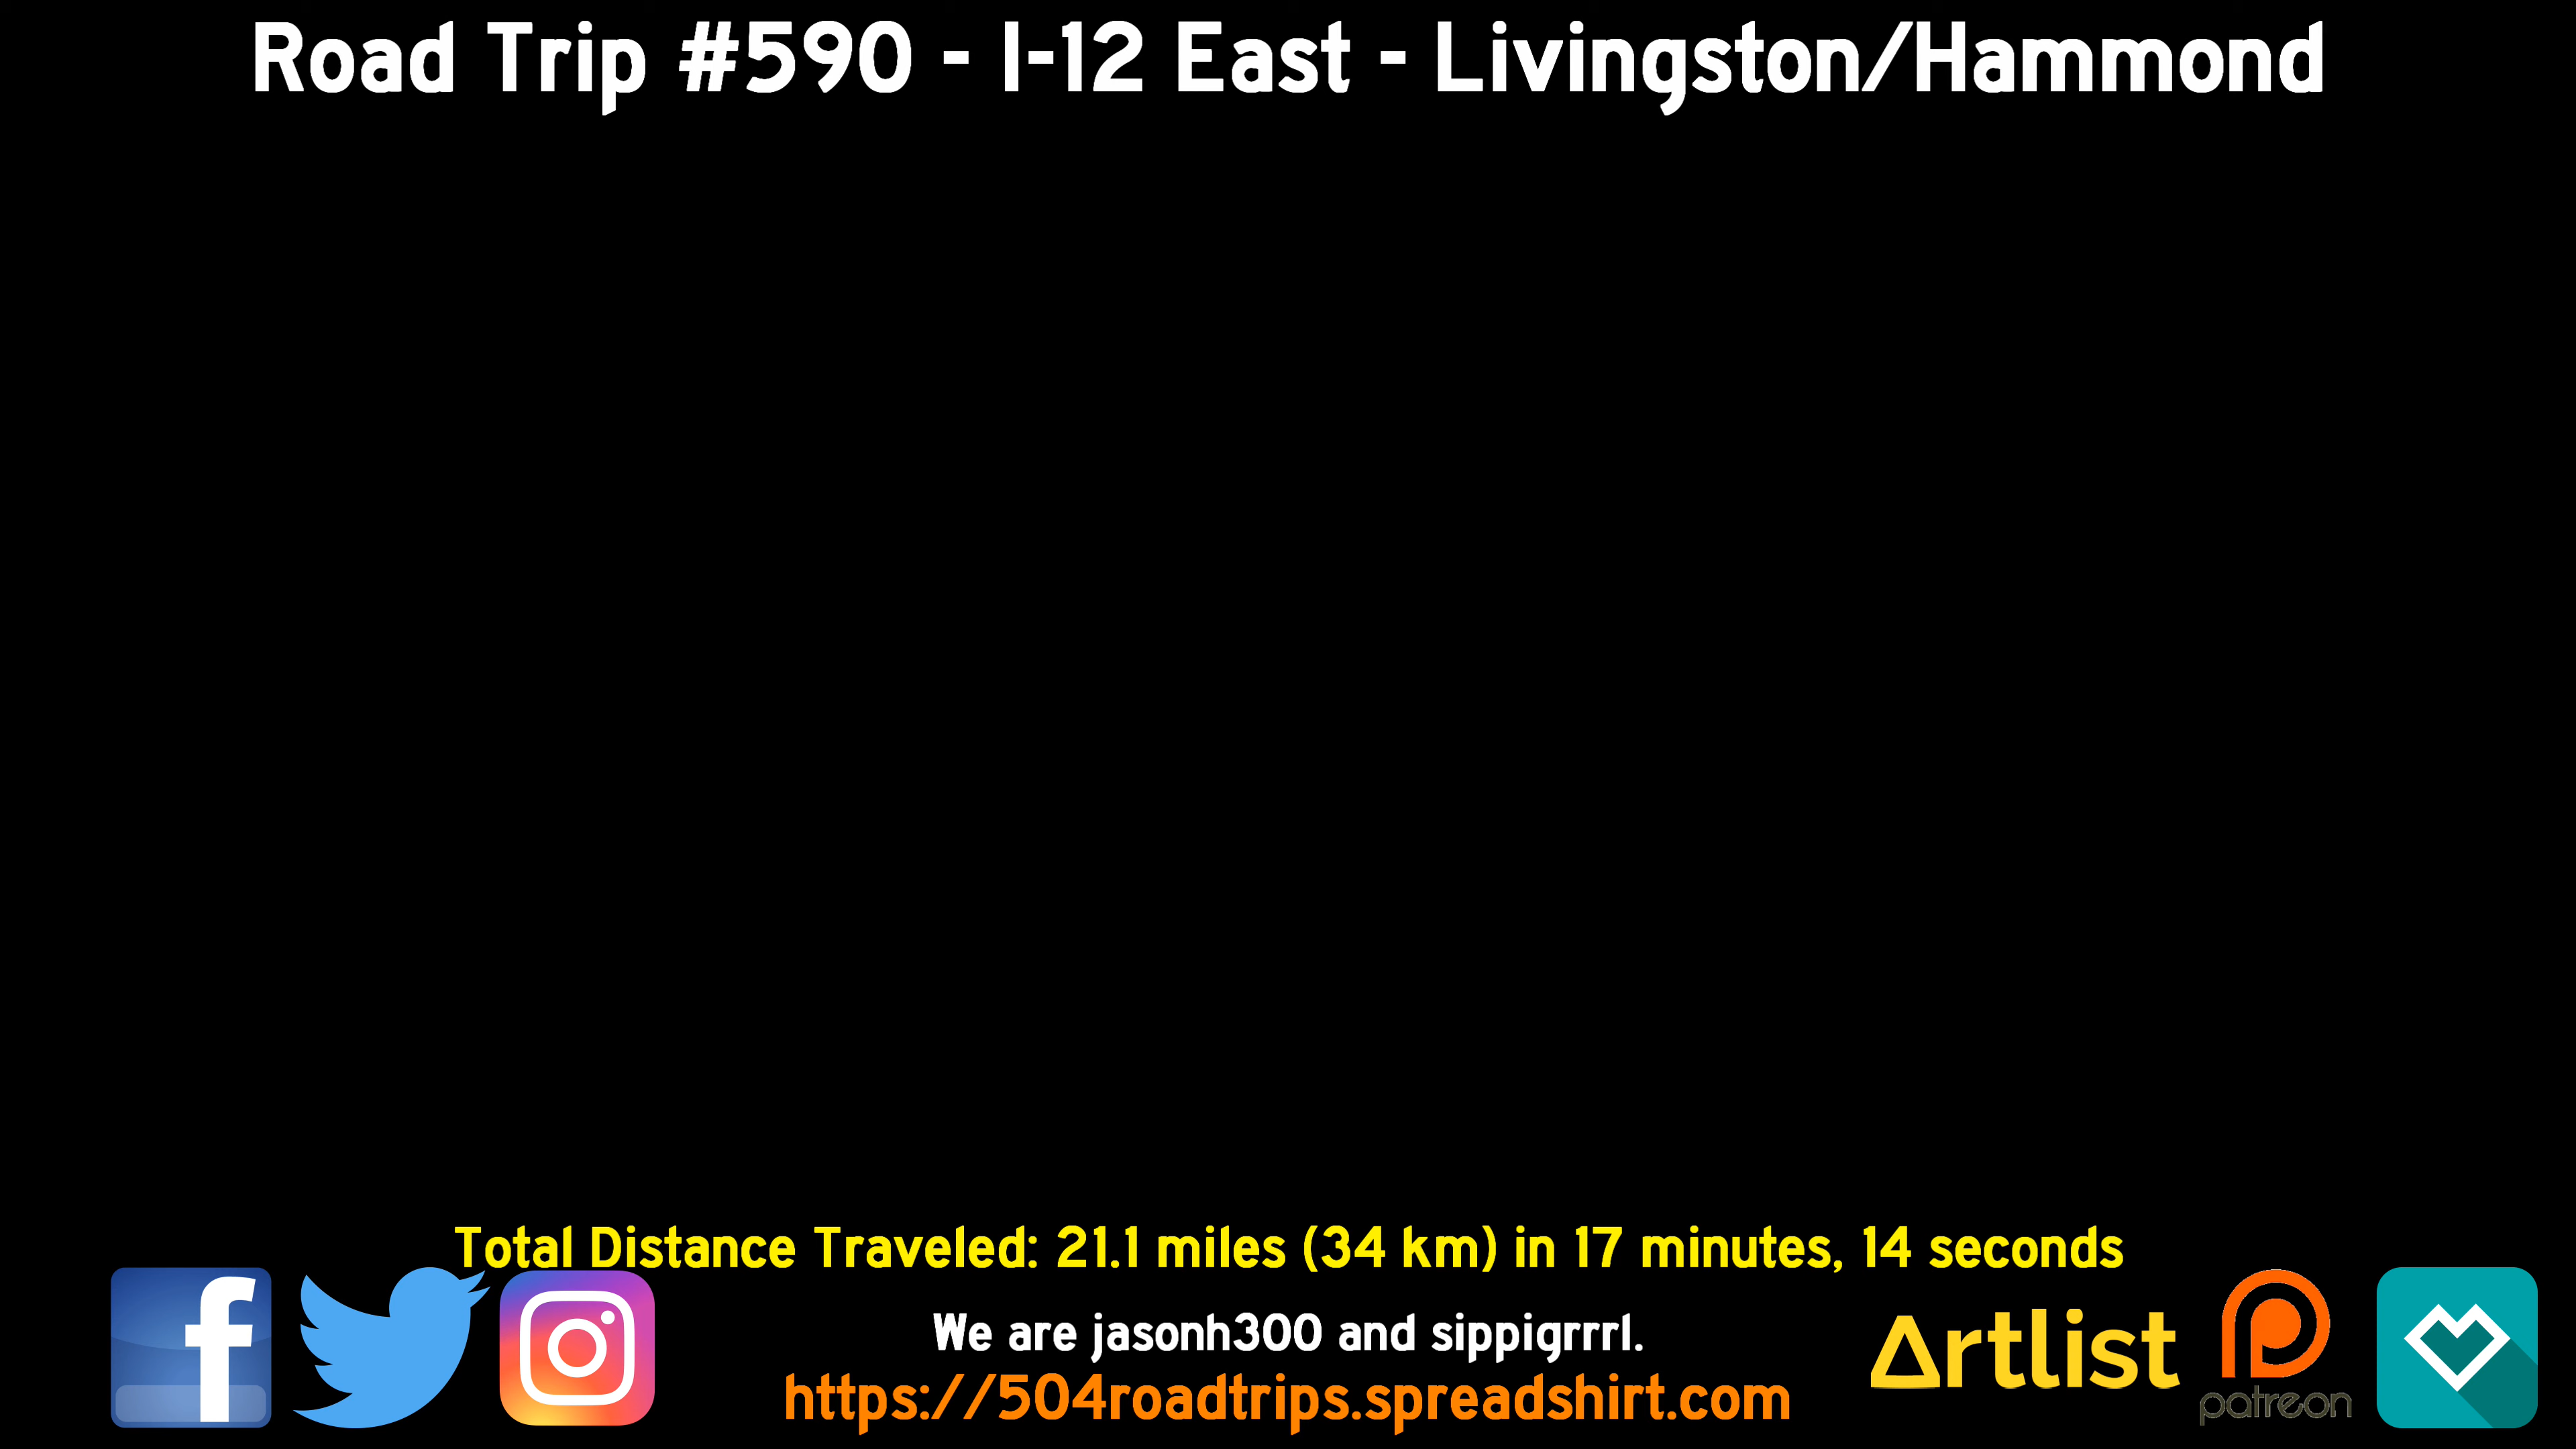 Road Trip #590 - I-12 East - Livingston/Hammond
Total Distance Traveled: 21.1 miles (34 km) in 17 minutes, 14 seconds
We are jasonh300 and sippigrrrl.
https://504roadtrips.spreadshirt.com
Artlist
patreon